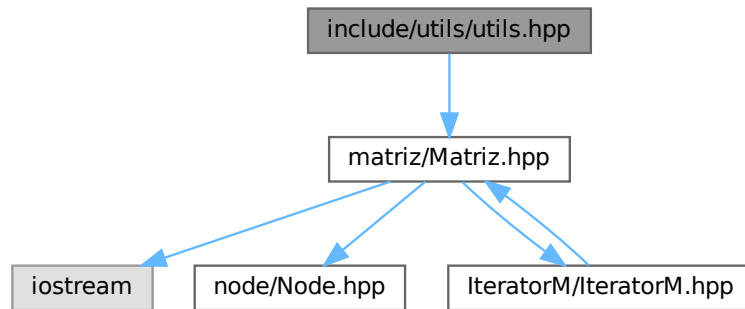 include/utils/utils.hpp
matriz/Matriz.hpp
iostream
node/Node.hpp
IteratorM/IteratorM.hpp